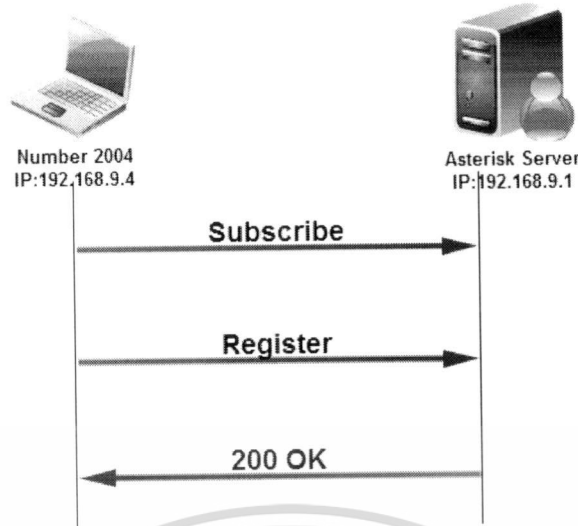 Number 2004
IP:192.168.9.4
Asterisk Server
IP:192.168.9.1
Subscribe
Register
200 OK